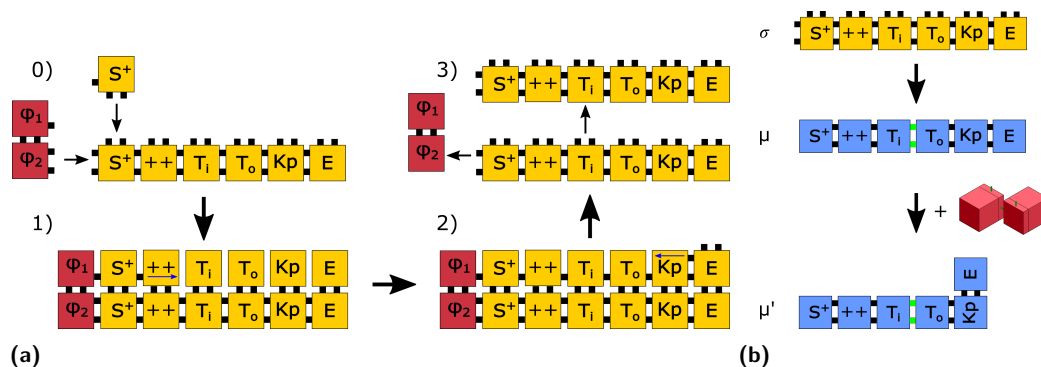 0)
S⁺
φ₁
φ₂
S⁺ ++ Tᵢ Tₒ Kp E
1)
φ₁ S⁺ ++ Tᵢ Tₒ Kp E
φ₂ S⁺ ++ Tᵢ Tₒ Kp E
3)
S⁺ ++ Tᵢ Tₒ Kp E
φ₁
φ₂
S⁺ ++ Tᵢ Tₒ Kp E
2)
φ₁ S⁺ ++ Tᵢ Tₒ Kp E
φ₂ S⁺ ++ Tᵢ Tₒ Kp E
(a)
σ S⁺ ++ Tᵢ Tₒ Kp E
μ S⁺ ++ Tᵢ Tₒ Kp E
+
E
μ' S⁺ ++ Tᵢ Tₒ Kp
(b)